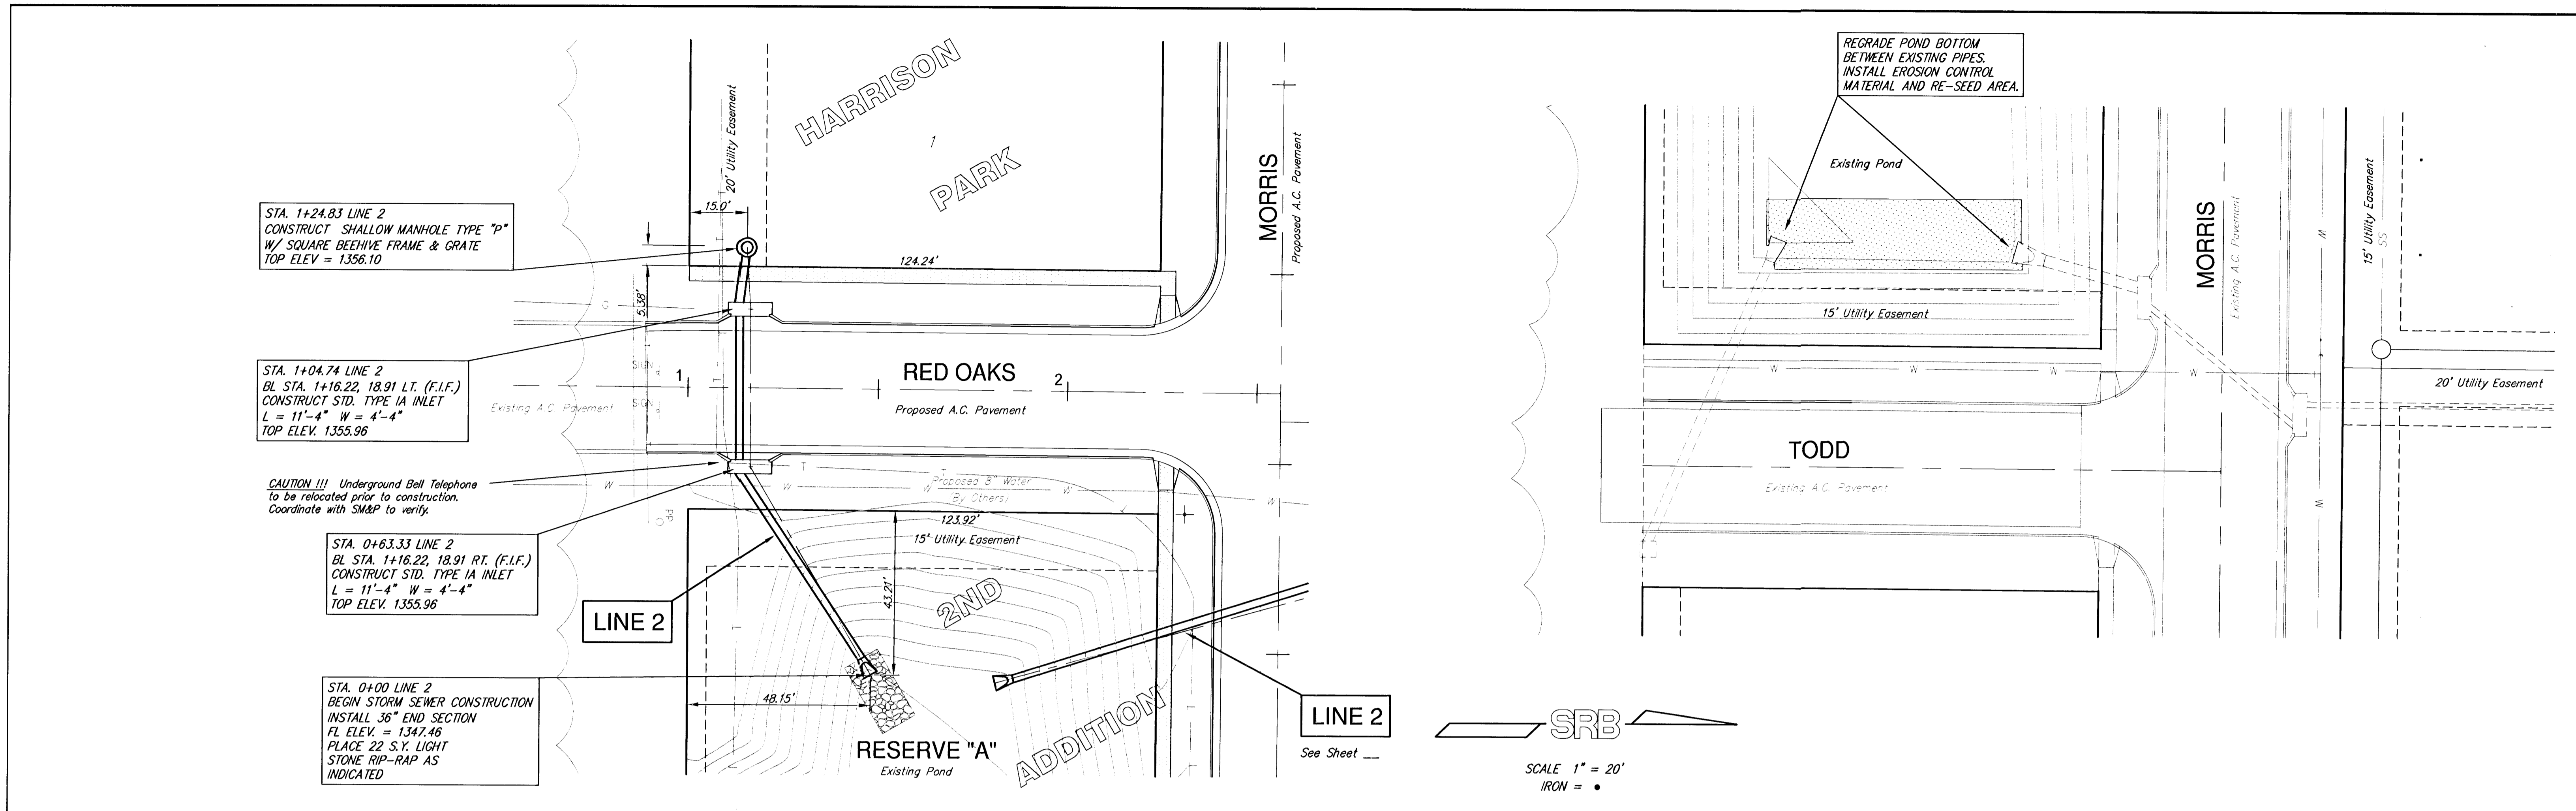 STA. 1+24.83 LINE 2
CONSTRUCT SHALLOW MANHOLE TYPE "P"
W/ SQUARE BEEHIVE FRAME & GRATE
TOP ELEV = 1356.10
STA. 1+04.74 LINE 2
BL STA. 1+16.22, 18.91 LT. (F.I.F.)
CONSTRUCT STD. TYPE IA INLET
L = 11'-4" W = 4'-4"
TOP ELEV. 1355.96
CAUTION !!! Underground Bell Telephone
to be relocated prior to construction.
Coordinate with SM&P to verify.
STA. 0+63.33 LINE 2
BL STA. 1+16.22, 18.91 RT. (F.I.F.)
CONSTRUCT STD. TYPE IA INLET
L = 11'-4" W = 4'-4"
TOP ELEV. 1355.96
STA. 0+00 LINE 2
BEGIN STORM SEWER CONSTRUCTION
INSTALL 36" END SECTION
FL ELEV. = 1347.46
PLACE 22 S.Y. LIGHT
STONE RIP-RAP AS
INDICATED
HARRISON
1
PARK
20' Utility Easement
15.0'
124.24'
5.38'
G
SIGN
SIGN
1
RED OAKS
2
Existing A.C. Pavement
Proposed A.C. Pavement
MORRIS
Proposed A.C. Pavement
T
T
T
Proposed 8" Water
(By Others)
W
W
W
W
W
W
PP
123.92'
15' Utility Easement
43.21'
2ND
LINE 2
48.15'
RESERVE "A"
Existing Pond
ADDITION
LINE 2
See Sheet __
REGRADE POND BOTTOM
BETWEEN EXISTING PIPES.
INSTALL EROSION CONTROL
MATERIAL AND RE-SEED AREA.
Existing Pond
15' Utility Easement
W
W
W
W
MORRIS
Existing A.C. Pavement
W
W
W
15' Utility Easement
SS
20' Utility Easement
TODD
Existing A.C. Pavement
SRB
SCALE 1" = 20'
IRON = •